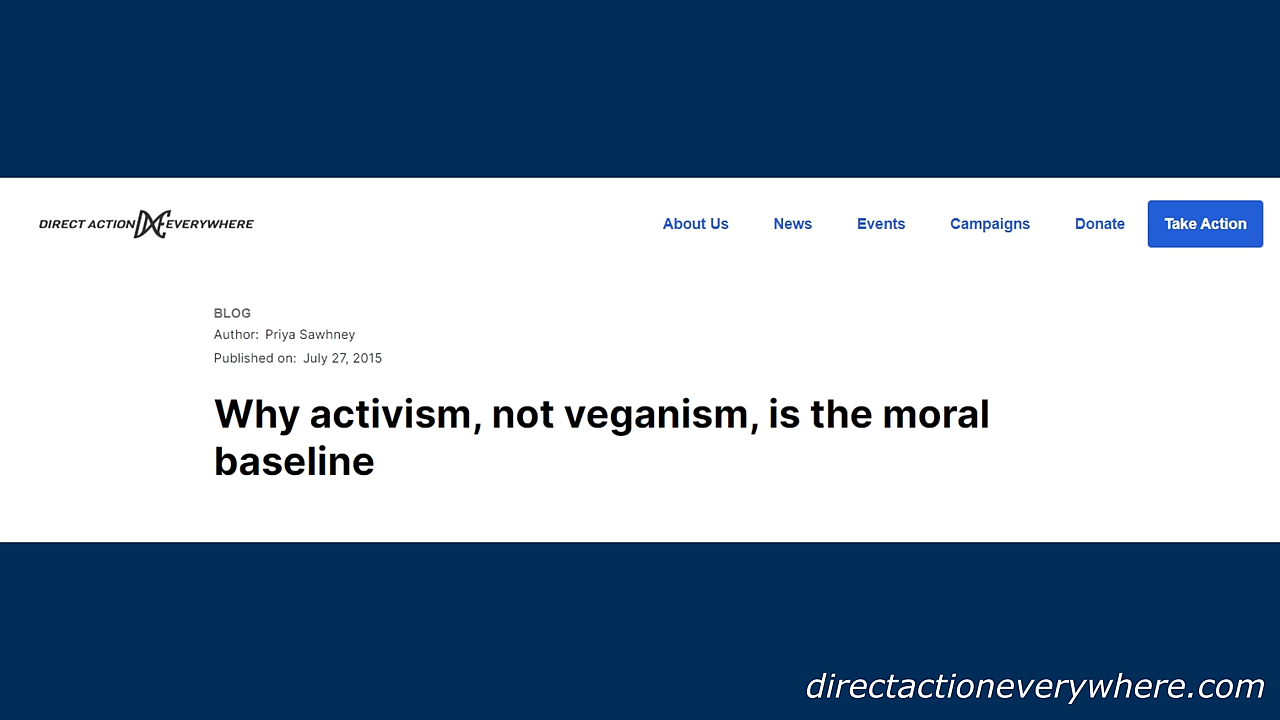 DIRECT ACTION DXE EVERYWHERE
About Us News Events Campaigns Donate Take Action
BLOG
Author: Priya Sawhney
Published on: July 27, 2015
Why activism, not veganism, is the moral
baseline
directactioneverywhere.com